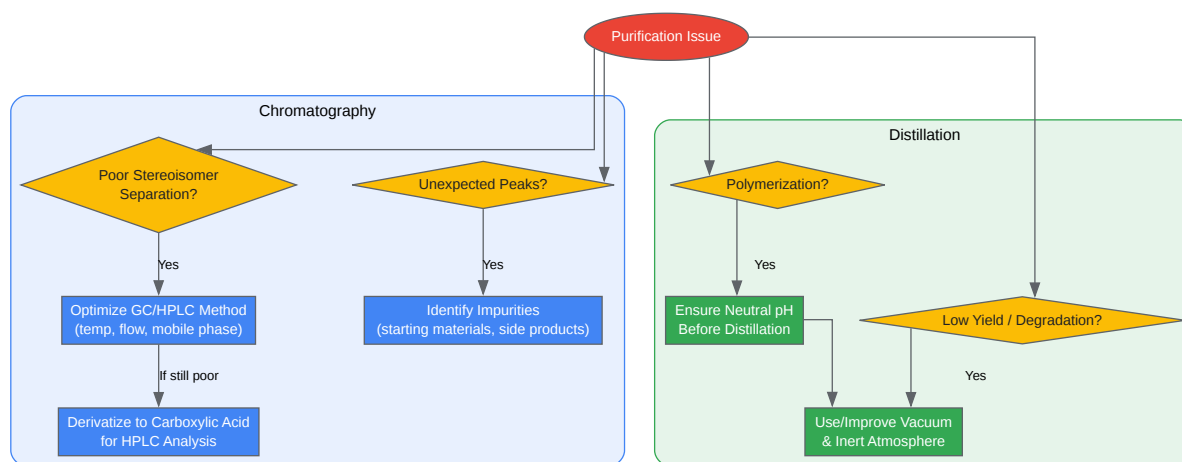 Purification Issue
Chromatography
Distillation
Poor Stereoisomer
Separation?
Unexpected Peaks?
Polymerization?
Yes
Yes
Yes
Optimize GC/HPLC Method
(temp, flow, mobile phase)
Identify Impurities
(starting materials, side products)
Ensure Neutral pH
Before Distillation
Low Yield / Degradation?
If still poor
Yes
Derivatize to Carboxylic Acid
for HPLC Analysis
Use/Improve Vacuum
& Inert Atmosphere